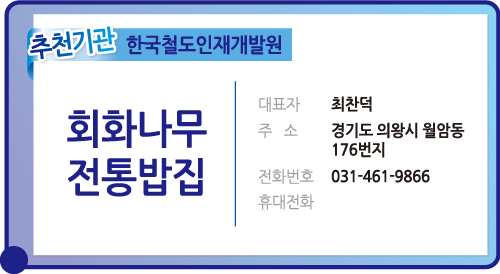 추천기관 한국철도인재개발원
회화나무
전통밥집
대표자 최찬덕
주 소 경기도 의왕시 월암동
176번지
전화번호 031-461-9866
휴대전화